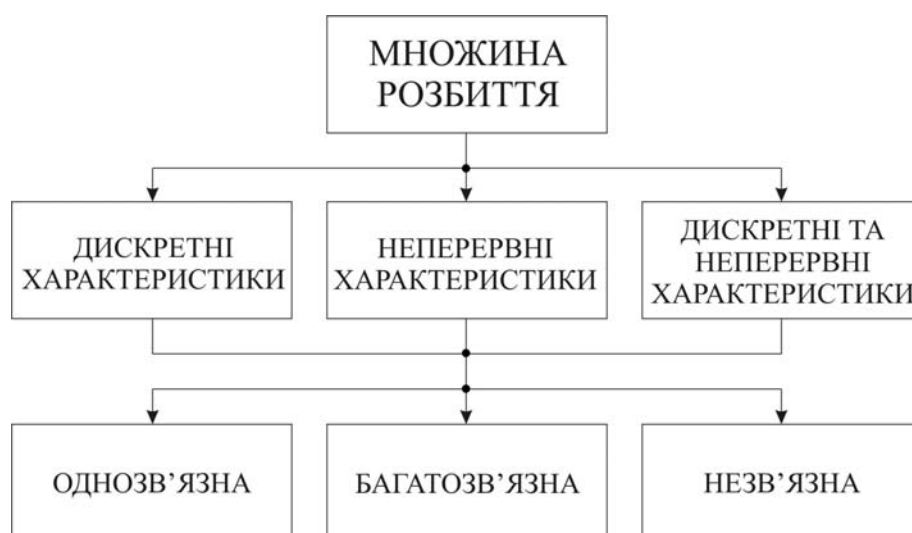 МНОЖИНА
РОЗБИТТЯ
ДИСКРЕТНІ
ХАРАКТЕРИСТИКИ
НЕПЕРЕРВНІ
ХАРАКТЕРИСТИКИ
ДИСКРЕТНІ ТА
НЕПЕРЕРВНІ
ХАРАКТЕРИСТИКИ
ОДНОЗВ’ЯЗНА
БАГАТОЗВ’ЯЗНА
НЕЗВ’ЯЗНА